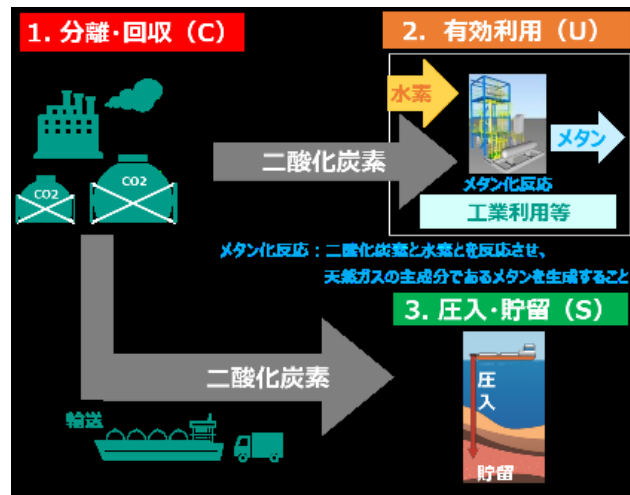 1. 分離・回収（C）
2. 有効利用（U）
水素
CO2
CO2
二酸化炭素
メタン
メタン化反応
工業利用等
メタン化反応：二酸化炭素と水素とを反応させ、
天然ガスの主成分であるメタンを生成すること
3. 圧入・貯留（S）
二酸化炭素
圧
入
輸送
貯留